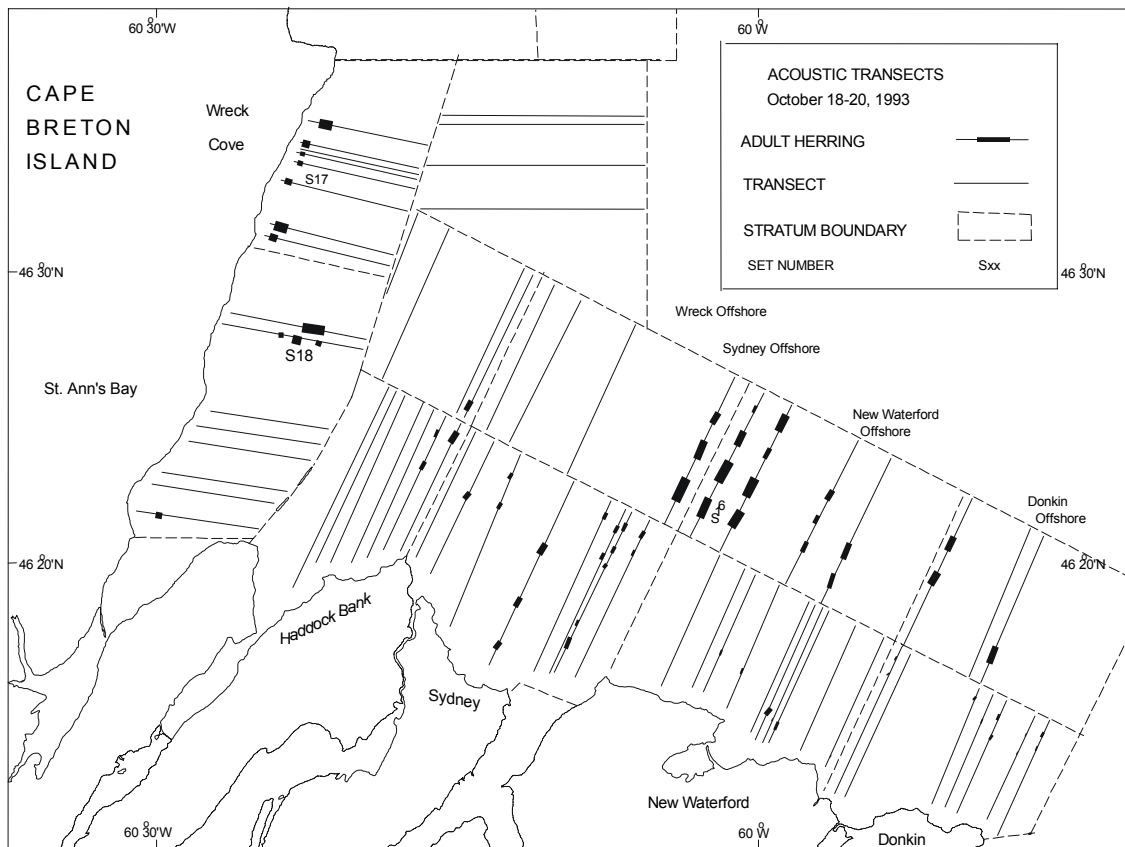 60 30'W
60 W
CAPE
BRETON
ISLAND
Wreck
Cove
S17
ACOUSTIC TRANSECTS
October 18-20, 1993
ADULT HERRING
TRANSECT
STRATUM BOUNDARY
SET NUMBER
Sxx
46 30'N
46 30'N
Wreck Offshore
Sydney Offshore
S18
St. Ann's Bay
New Waterford
Offshore
S16
Donkin
Offshore
46 20'N
46 20'N
Haddock Bank
Sydney
New Waterford
60 30'W
60 W
Donkin